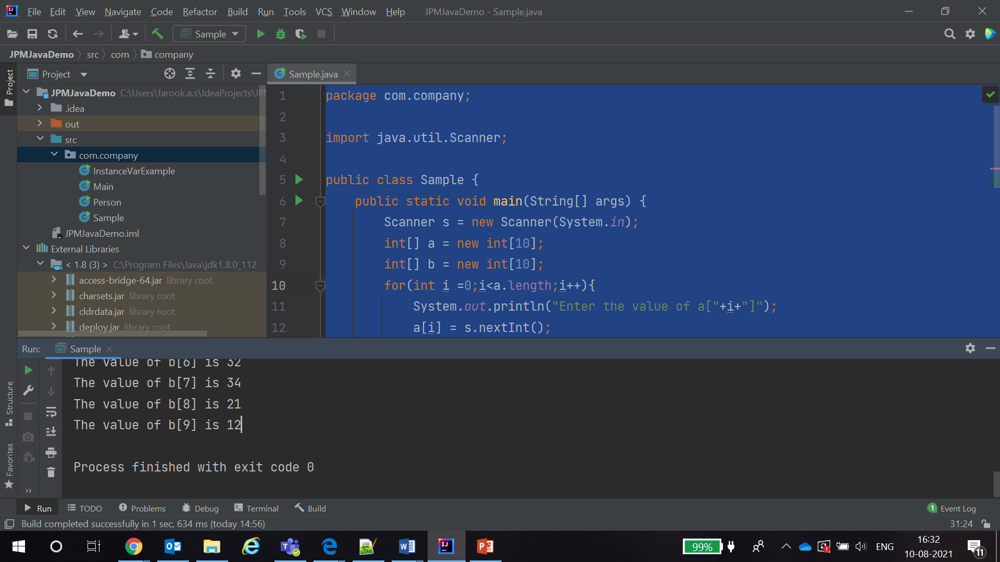 File Edit View Navigate Code Refactor Build Run Tools VCS Window Help JPMJavaDemo - Sample.java
Sample
JPMJavaDemo src com company
Project
Project
JPMJavaDemo C:\Users\farook.a.s\IdeaProjects\JPM
.idea
out
src
com.company
InstanceVarExample
Main
Person
Sample
JPMJavaDemo.iml
External Libraries
< 1.8 (3) > C:\Program Files\Java\jdk1.8.0_112
access-bridge-64.jar library root
charsets.jar library root
cldrdata.jar library root
deploy.jar library root
Sample.java
1 package com.company;
2
3 import java.util.Scanner;
4
5 public class Sample {
6 public static void main(String[] args) {
7 Scanner s = new Scanner(System.in);
8 int[] a = new int[10];
9 int[] b = new int[10];
10 for(int i =0;i<a.length;i++){
11 System.out.println("Enter the value of a["+i+"]");
12 a[i] = s.nextInt();
Run: Sample
The value of b[6] is 32
The value of b[7] is 34
The value of b[8] is 21
The value of b[9] is 12
Process finished with exit code 0
Structure
Favorites
Run TODO Problems Debug Terminal Build 1 Event Log
Build completed successfully in 1 sec, 634 ms (today 14:56) 31:24
99% ENG 16:32
10-08-2021
11